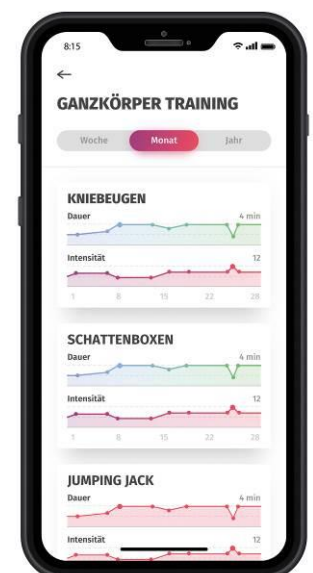 8:15
GANZKÖRPER TRAINING
Woche Monat Jahr
KNIEBEUGEN
Dauer 4 min
Intensität 12
1 8 15 22 28
SCHATTENBOXEN
Dauer 4 min
Intensität 12
1 8 15 22 28
JUMPING JACK
Dauer 4 min
Intensität 12